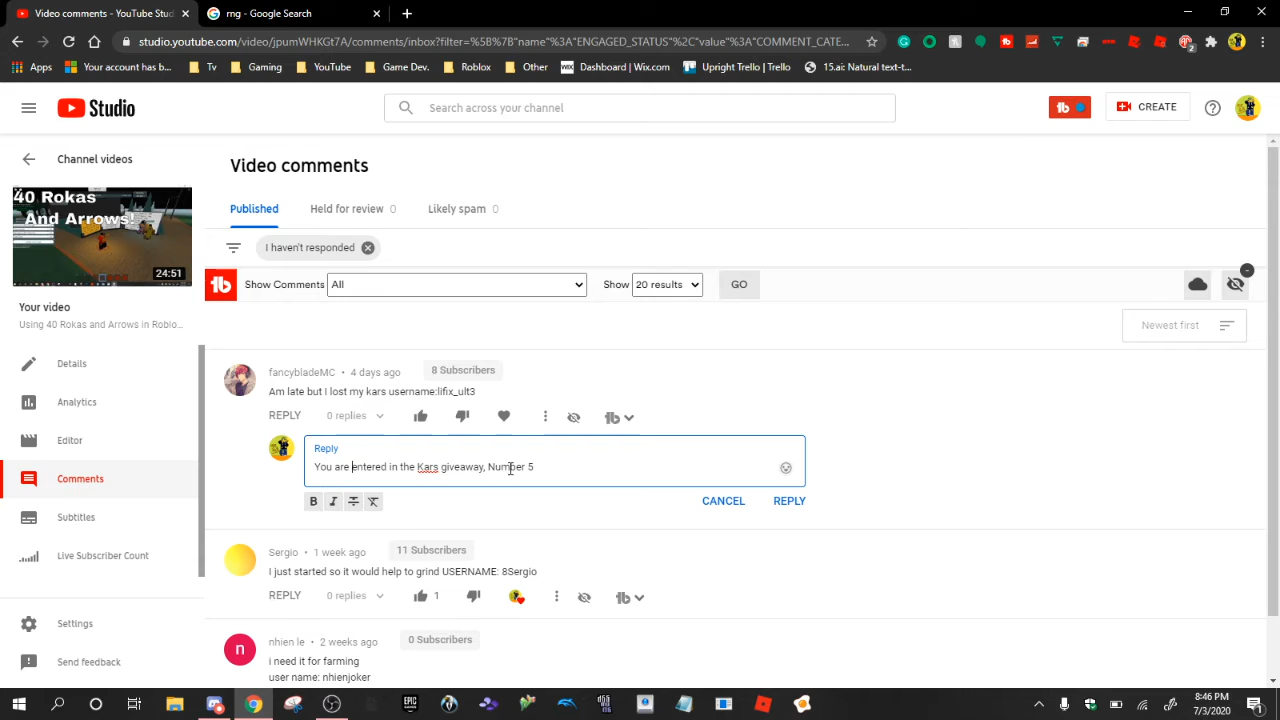 Video comments - YouTube Studio
mg - Google Search
studio.youtube.com/video/jpumWHKGt7A/comments/inbox?filter=%5B%7B"name"%3A"ENGAGED_STATUS"%2C"value"%3A"COMMENT_CATE...
Apps
Your account has b...
Tv
Gaming
YouTube
Game Dev.
Roblox
Other
Dashboard | Wix.com
Upright Trello | Trello
15.ai: Natural text-t...
Studio
Search across your channel
CREATE
Channel videos
Video comments
40 Rokas
And Arrows!
24:51
Published
Held for review 0
Likely spam 0
I haven't responded
Show Comments All
Show 20 results
GO
Your video
Using 40 Rokas and Arrows in Roblo...
Newest first
Details
Analytics
Editor
Comments
Subtitles
Live Subscriber Count
Settings
Send feedback
fancybladeMC • 4 days ago
8 Subscribers
Am late but I lost my kars username:lifix_ult3
REPLY
0 replies
Reply
You are entered in the Kars giveaway, Number 5
B I
CANCEL
REPLY
Sergio • 1 week ago
11 Subscribers
I just started so it would help to grind USERNAME: 8Sergio
REPLY
0 replies
1
n
nhien le • 2 weeks ago
0 Subscribers
i need it for farming
user name: nhienjoker
8:46 PM
7/3/2020